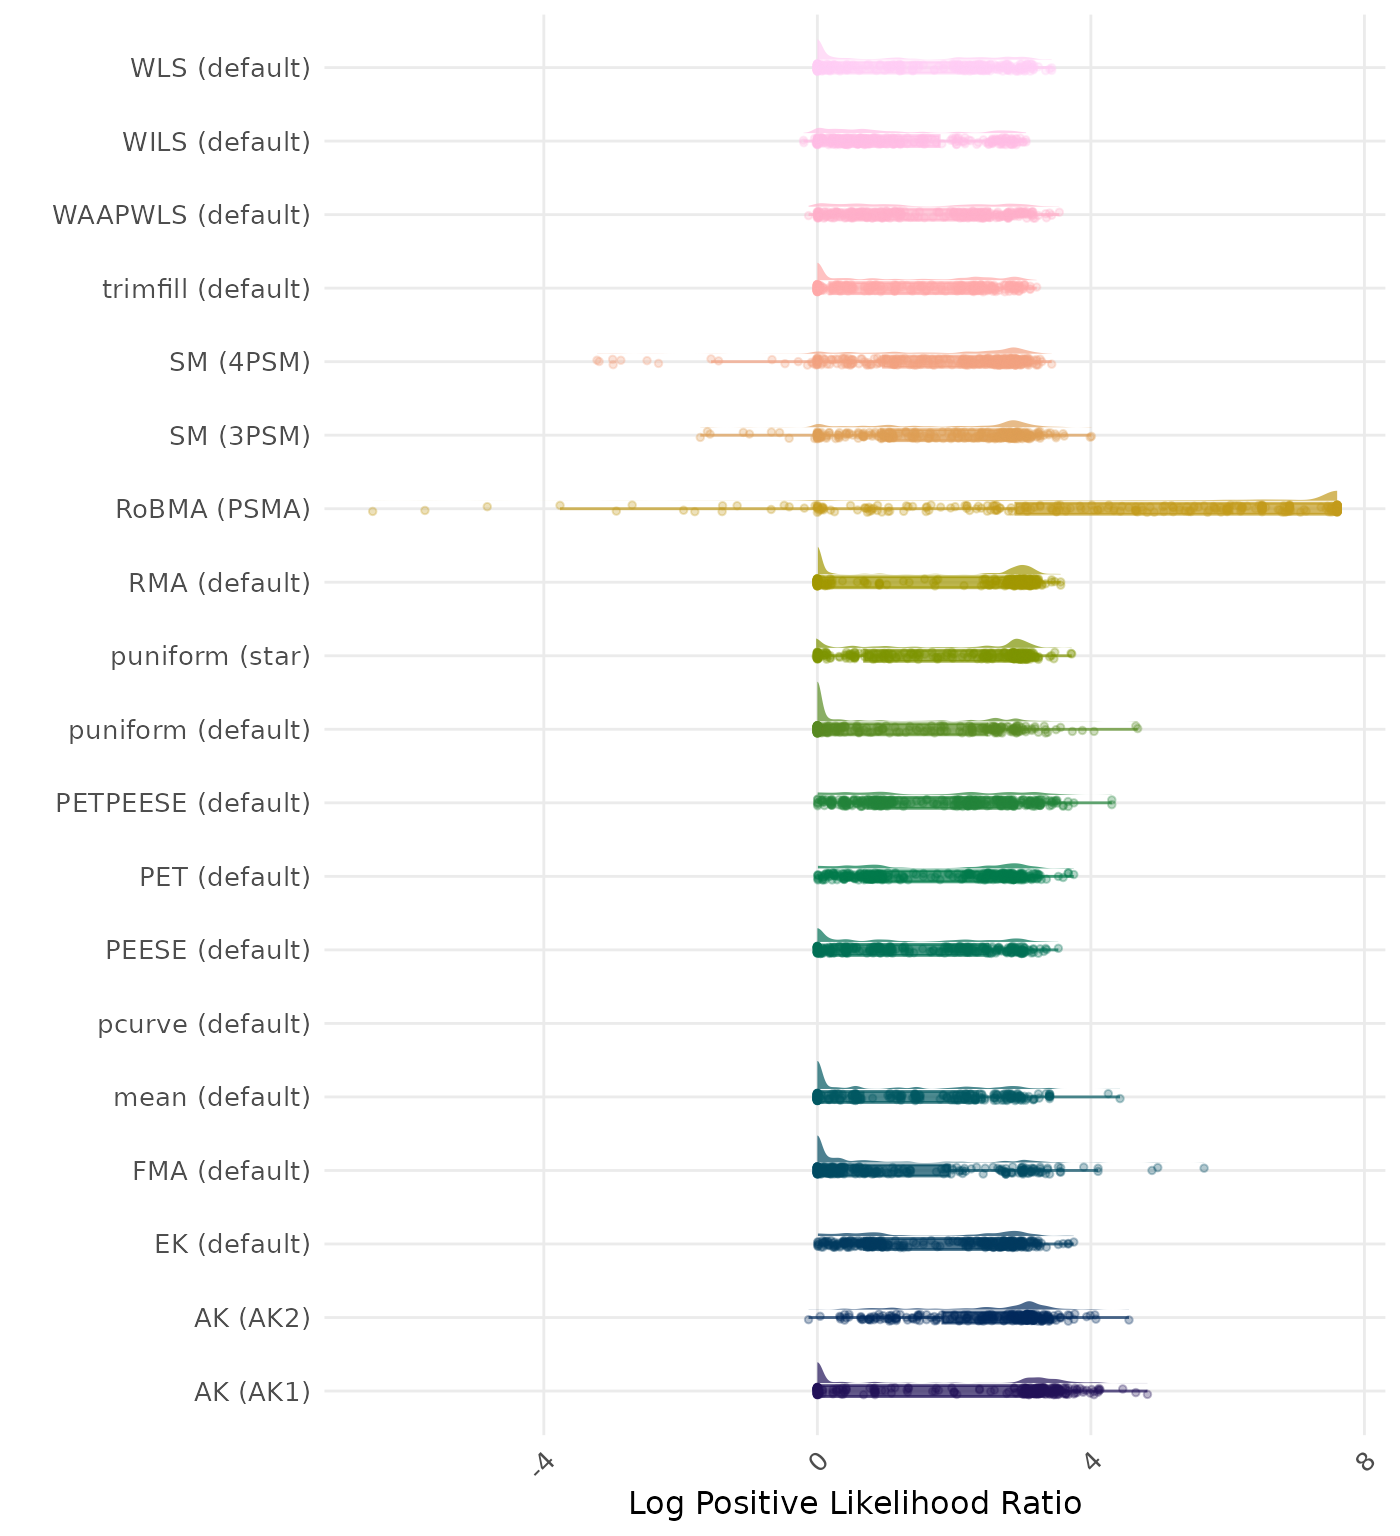 WLS (default)
WILS (default)
WAAPWLS (default)
trimfill (default)
SM (4PSM)
SM (3PSM)
RoBMA (PSMA)
RMA (default)
puniform (star)
puniform (default)
PETPEESE (default)
PET (default)
PEESE (default)
pcurve (default)
mean (default)
FMA (default)
EK (default)
AK (AK2)
AK (AK1)
-4 0 4 8
Log Positive Likelihood Ratio